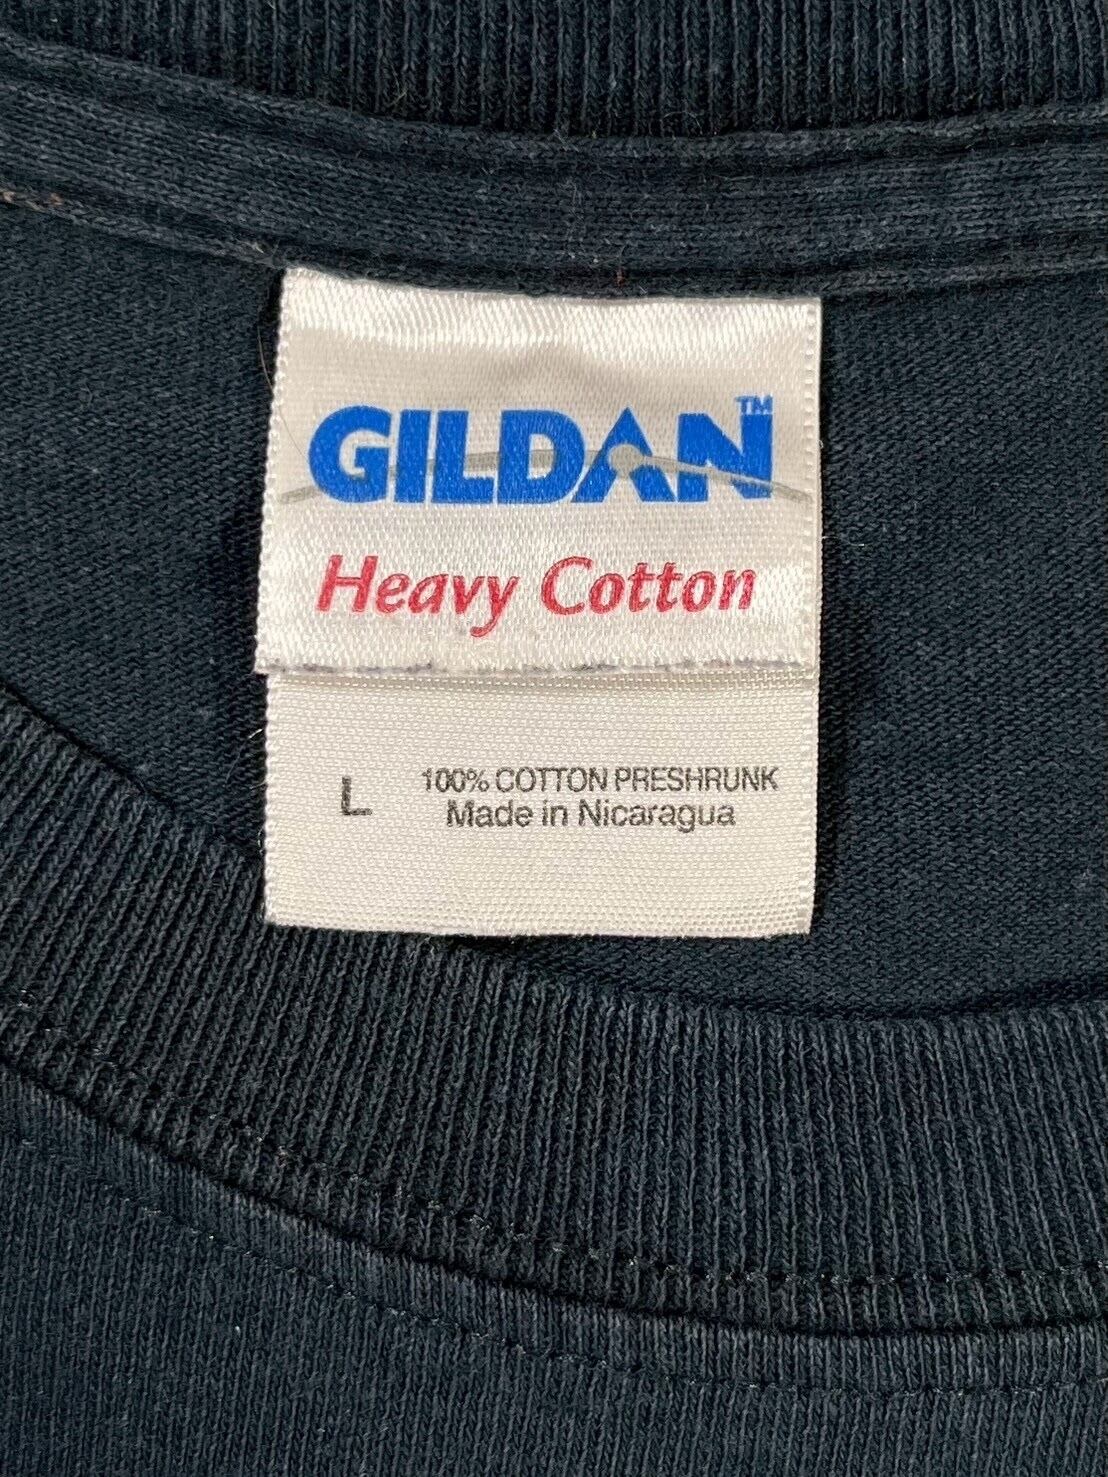 GILDAN™
Heavy Cotton
L 100% COTTON PRESHRUNK
Made in Nicaragua